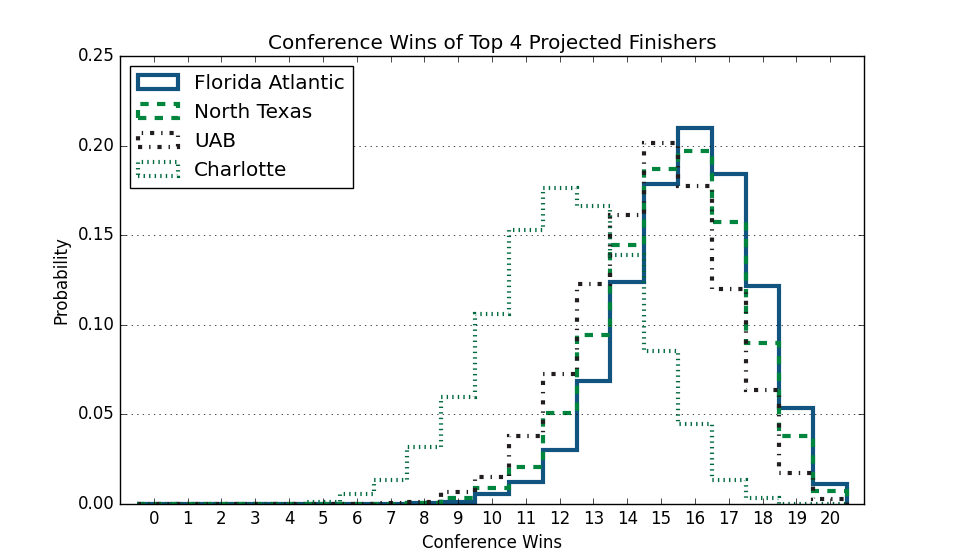 Conference Wins of Top 4 Projected Finishers
0.25
0.20
0.15
0.10
0.05
0.00
Probability
Florida Atlantic
North Texas
UAB
Charlotte
0 1 2 3 4 5 6 7 8 9 10 11 12 13 14 15 16 17 18 19 20
Conference Wins